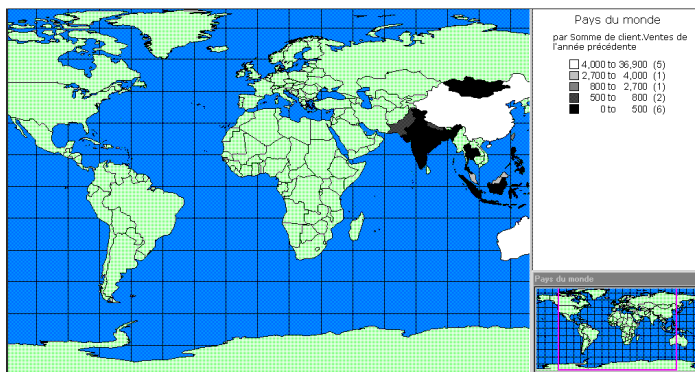 Pays du monde
par Somme de client.Ventes de
l'année précédente
4,000 to 36,900 (5)
2,700 to 4,000 (1)
800 to 2,700 (1)
500 to 800 (2)
0 to 500 (6)
Pays du monde